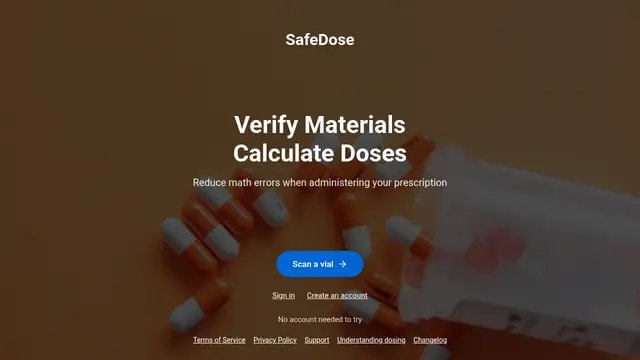 SafeDose
Verify Materials
Calculate Doses
Reduce math errors when administering your prescription
Scan a vial →
Sign in Create an account
No account needed to try
Terms of Service Privacy Policy Support Understanding dosing Changelog